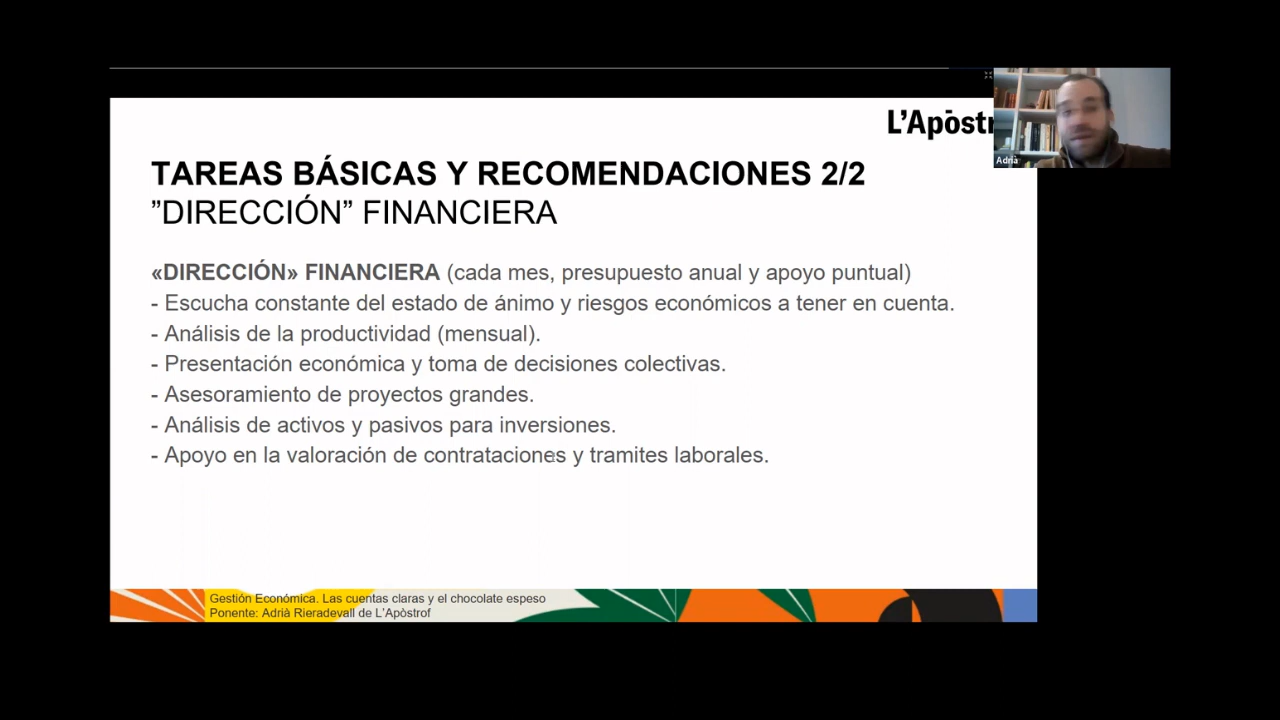 L'Apòstr
Adrià
TAREAS BÁSICAS Y RECOMENDACIONES 2/2
”DIRECCIÓN” FINANCIERA
«DIRECCIÓN» FINANCIERA (cada mes, presupuesto anual y apoyo puntual)
- Escucha constante del estado de ánimo y riesgos económicos a tener en cuenta.
- Análisis de la productividad (mensual).
- Presentación económica y toma de decisiones colectivas.
- Asesoramiento de proyectos grandes.
- Análisis de activos y pasivos para inversiones.
- Apoyo en la valoración de contrataciones y tramites laborales.
Gestión Económica. Las cuentas claras y el chocolate espeso
Ponente: Adrià Rieradevall de L'Apòstrof